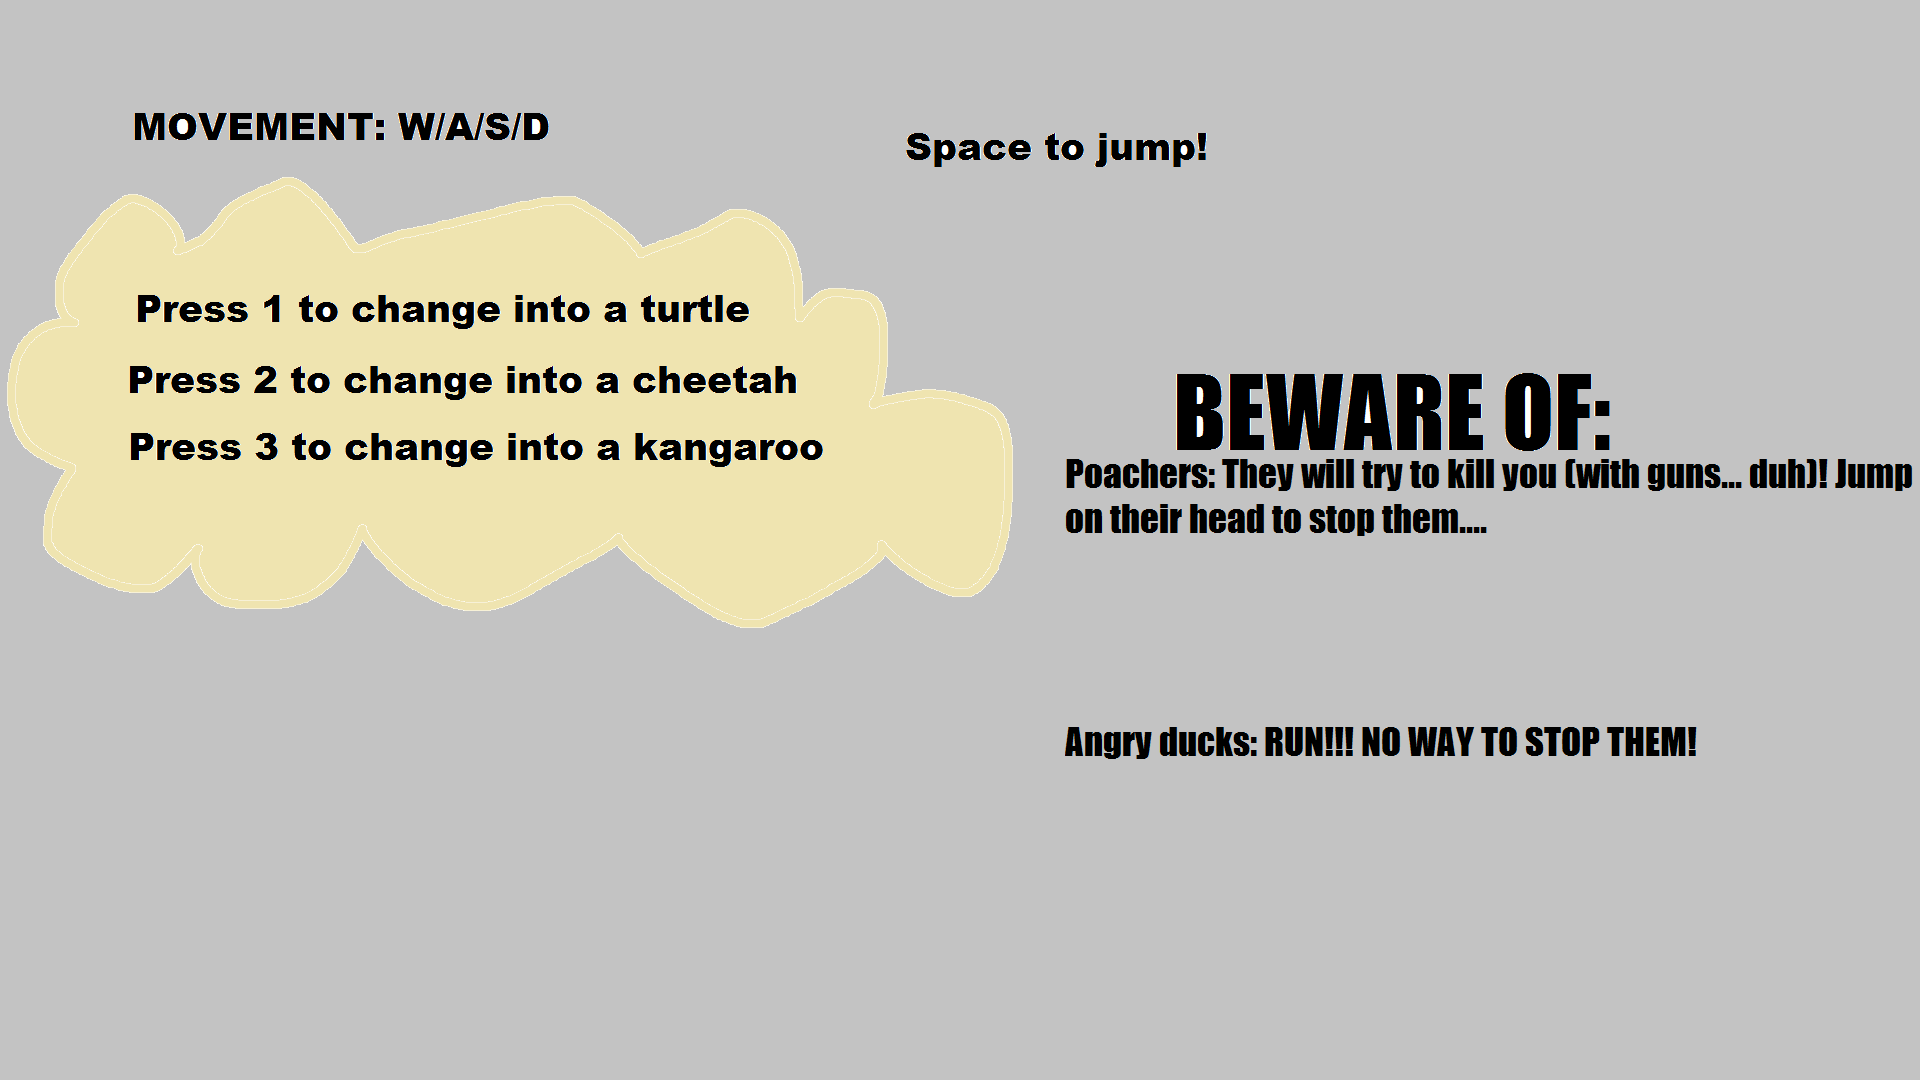 MOVEMENT: W/A/S/D
Space to jump!
Press 1 to change into a turtle
Press 2 to change into a cheetah
Press 3 to change into a kangaroo
BEWARE OF:
Poachers: They will try to kill you (with guns... duh)! Jump
on their head to stop them....
Angry ducks: RUN!!! NO WAY TO STOP THEM!